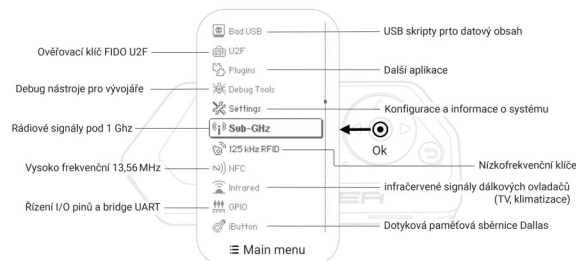 Bad USB
USB skripty prto datový obsah
Ověřovací klíč FIDO U2F
U2F
Plugins
Další aplikace
Debug nástroje pro vývojáře
Debug Tools
Settings
Konfigurace a informace o systému
Rádiové signály pod 1 Ghz
Sub-GHz
Ok
125 kHz RFID
Nízkofrekvenční klíče
Vysoko frekvenční 13,56 MHz
NFC
Infrared
infračervené signály dálkových ovladačů
(TV, klimatizace)
Řízení I/O pinů a bridge UART
GPIO
iButton
Dotyková paměťová sběrnice Dallas
Main menu